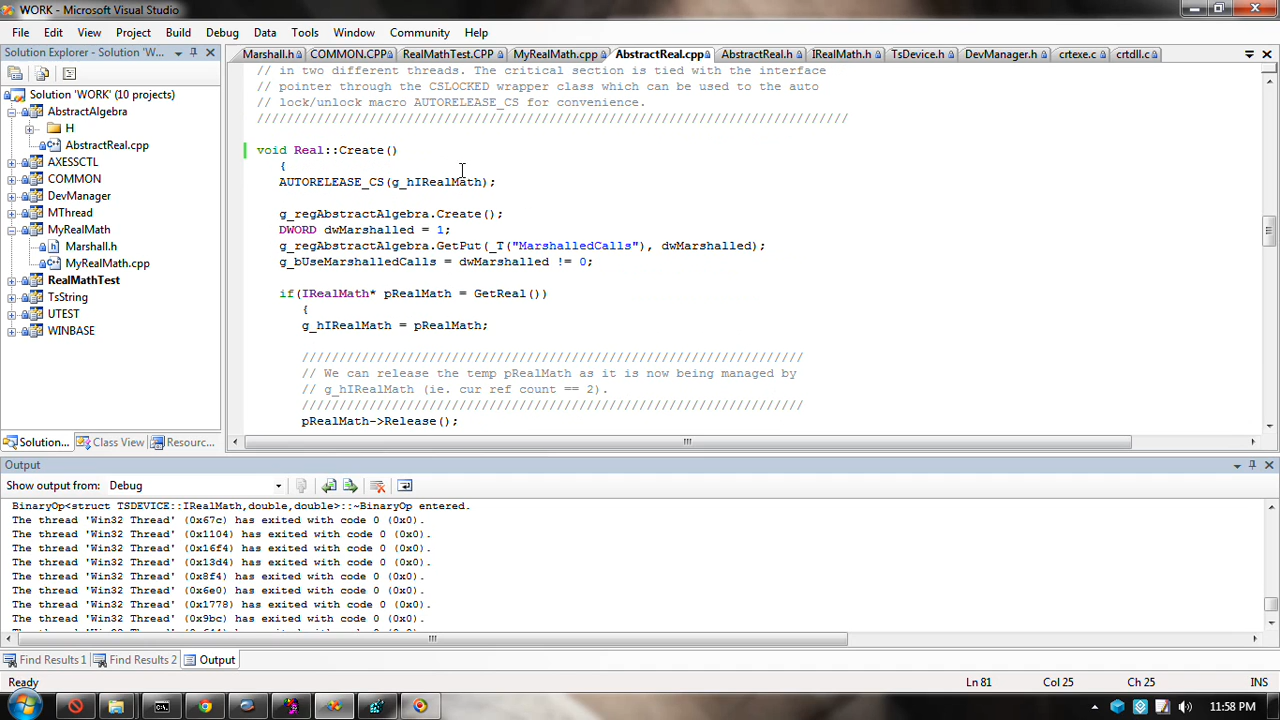 WORK - Microsoft Visual Studio
File Edit View Project Build Debug Data Tools Window Community Help
Solution Explorer - Solution 'W...
Marshall.h COMMON.CPP RealMathTest.CPP MyRealMath.cpp AbstractReal.cpp AbstractReal.h IRealMath.h TsDevice.h DevManager.h crtexe.c crtdll.c
Solution 'WORK' (10 projects)
AbstractAlgebra
H
AbstractReal.cpp
AXESSCTL
COMMON
DevManager
MThread
MyRealMath
Marshall.h
MyRealMath.cpp
RealMathTest
TsString
UTEST
WINBASE
Solution... Class View Resourc...
// in two different threads. The critical section is tied with the interface
// pointer through the CSLOCKED wrapper class which can be used to the auto
// lock/unlock macro AUTORELEASE_CS for convenience.
///////////////////////////////////////////////////////////////////////////////
void Real::Create()
{
AUTORELEASE_CS(g_hIRealMath);
g_regAbstractAlgebra.Create();
DWORD dwMarshalled = 1;
g_regAbstractAlgebra.GetPut(_T("MarshalledCalls"), dwMarshalled);
g_bUseMarshalledCalls = dwMarshalled != 0;
if(IRealMath* pRealMath = GetReal())
{
g_hIRealMath = pRealMath;
///////////////////////////////////////////////////////////////////
// We can release the temp pRealMath as it is now being managed by
// g_hIRealMath (ie. cur ref count == 2).
///////////////////////////////////////////////////////////////////
pRealMath->Release();
Output
Show output from: Debug
BinaryOp<struct TSDEVICE::IRealMath,double,double>::~BinaryOp entered.
The thread 'Win32 Thread' (0x67c) has exited with code 0 (0x0).
The thread 'Win32 Thread' (0x1104) has exited with code 0 (0x0).
The thread 'Win32 Thread' (0x16f4) has exited with code 0 (0x0).
The thread 'Win32 Thread' (0x13d4) has exited with code 0 (0x0).
The thread 'Win32 Thread' (0x8f4) has exited with code 0 (0x0).
The thread 'Win32 Thread' (0x6e0) has exited with code 0 (0x0).
The thread 'Win32 Thread' (0x1778) has exited with code 0 (0x0).
The thread 'Win32 Thread' (0x9bc) has exited with code 0 (0x0).
Find Results 1 Find Results 2 Output
Ready Ln 81 Col 25 Ch 25 INS
11:58 PM